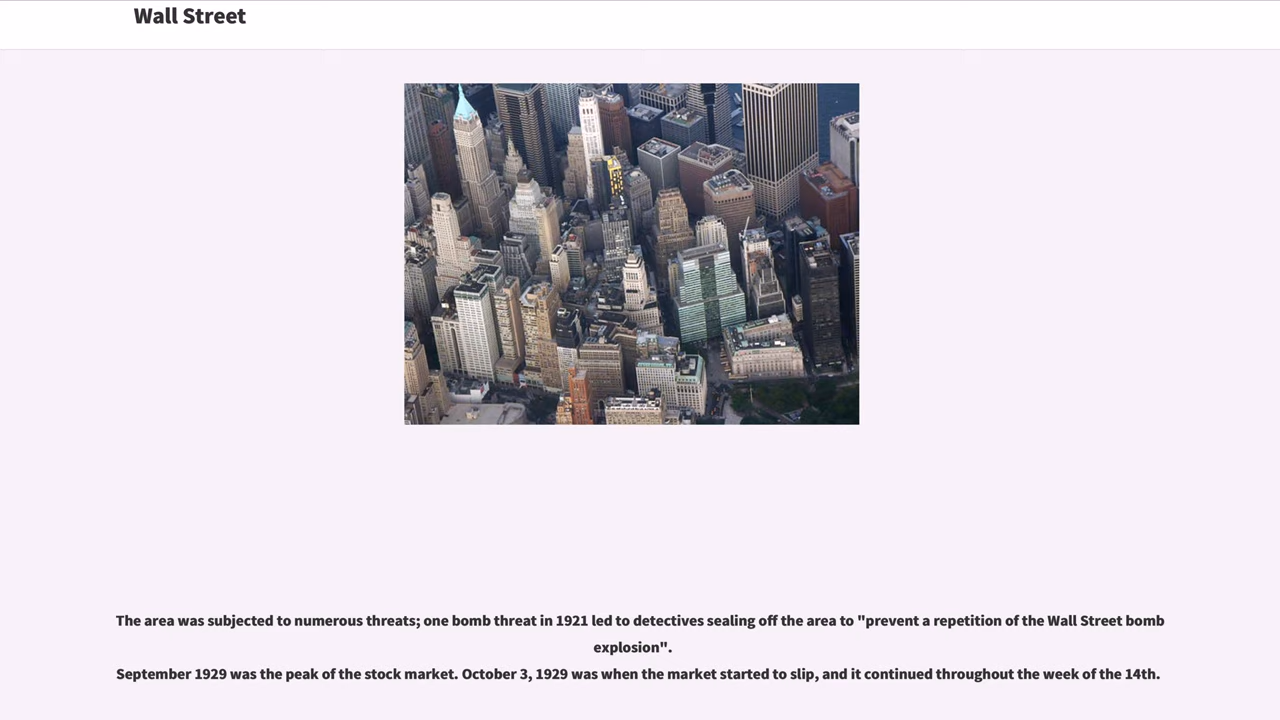 Wall Street
The area was subjected to numerous threats; one bomb threat in 1921 led to detectives sealing off the area to "prevent a repetition of the Wall Street bomb
explosion".
September 1929 was the peak of the stock market. October 3, 1929 was when the market started to slip, and it continued throughout the week of the 14th.